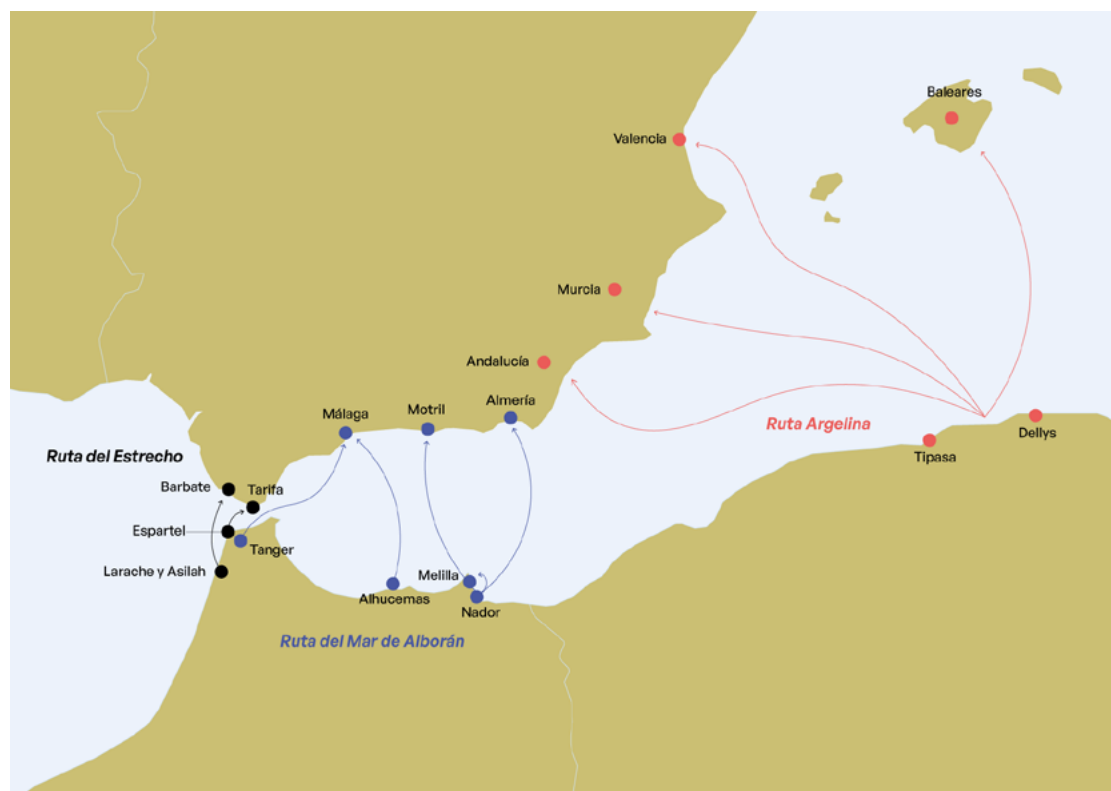 Baleares
Valencia
Murcia
Andalucía
Almería
Motril
Málaga
Ruta Argelina
Dellys
Tipasa
Ruta del Estrecho
Barbate
Tarifa
Espartel
Tanger
Larache y Asilah
Melilla
Alhucemas
Nador
Ruta del Mar de Alborán